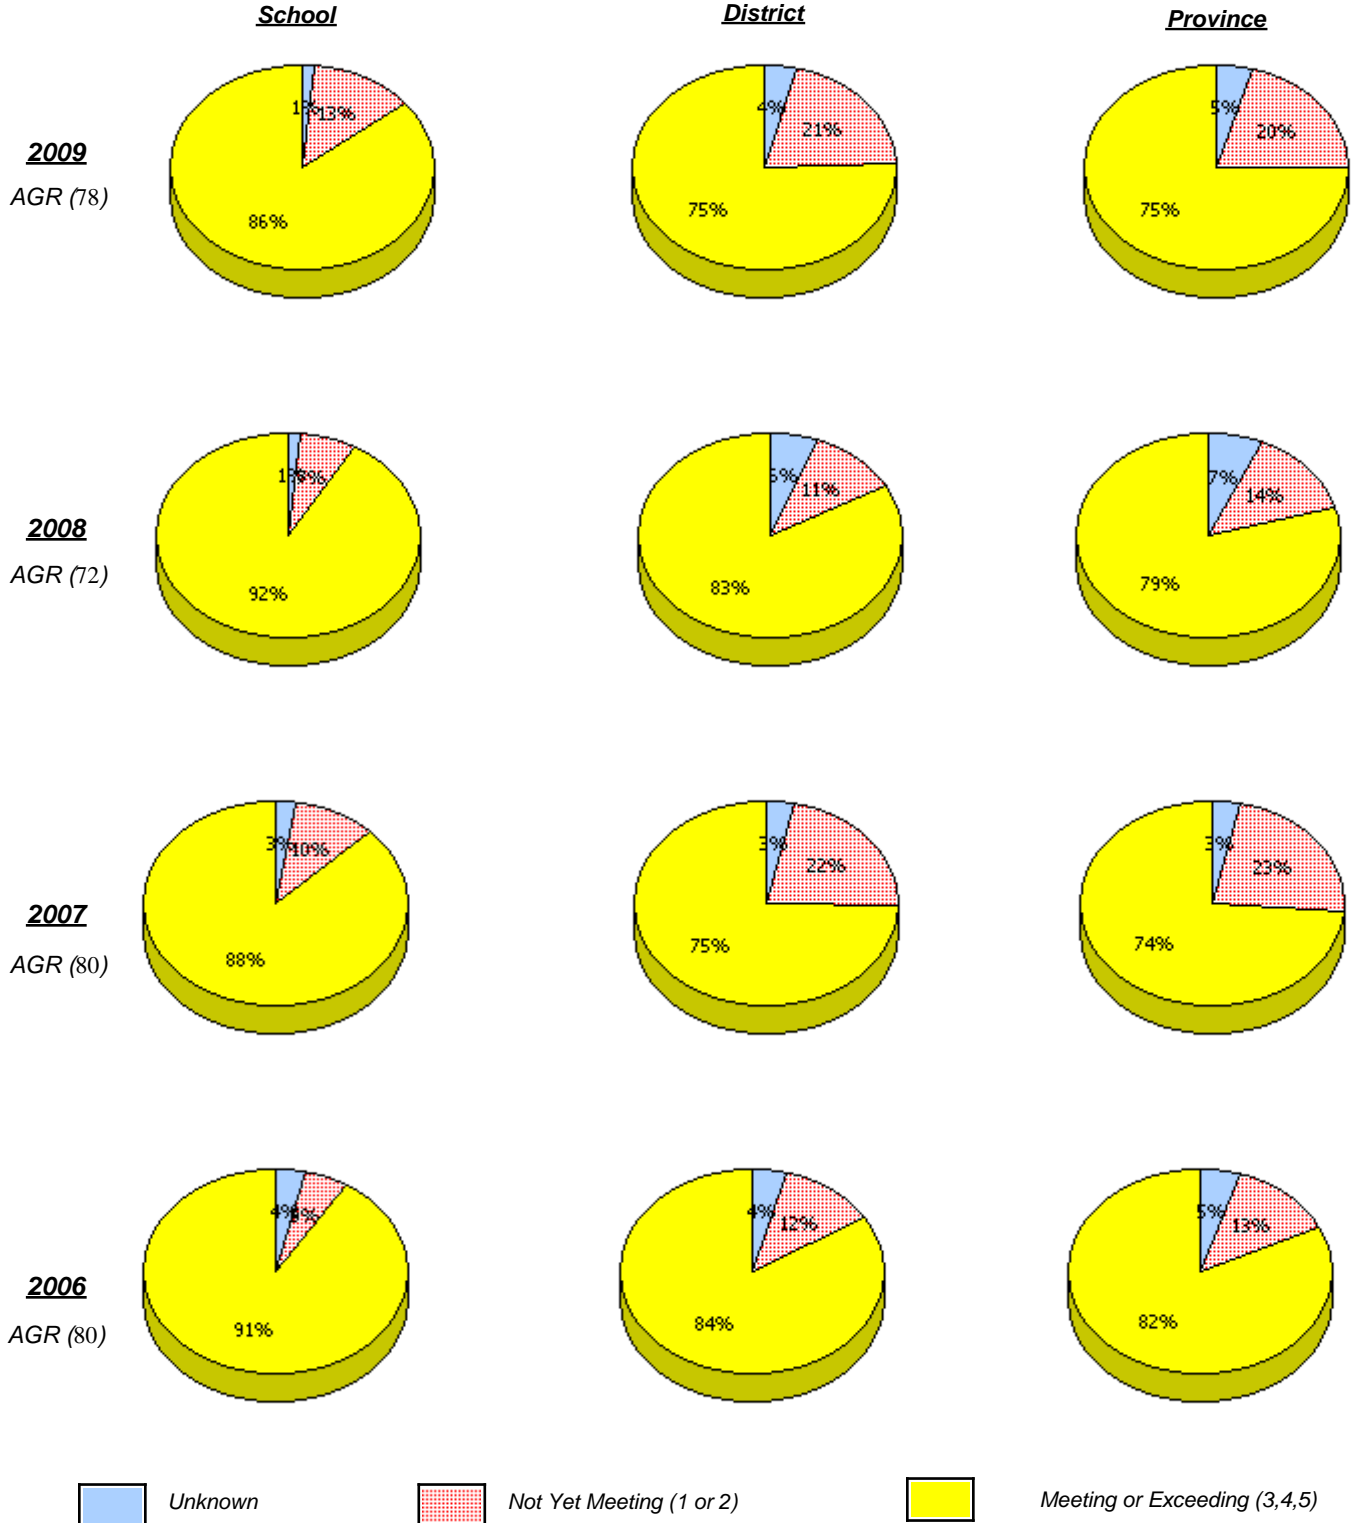 School District Province
1% 13% 86% 4% 21% 75% 5% 20% 75%
2009
AGR (78)
1% 92% 11% 83% 7% 14% 79%
2008
AGR (72)
3% 10% 88% 3% 22% 75% 3% 23% 74%
2007
AGR (80)
4% 91% 4% 12% 84% 5% 13% 82%
2006
AGR (80)
Unknown Not Yet Meeting (1 or 2) Meeting or Exceeding (3,4,5)